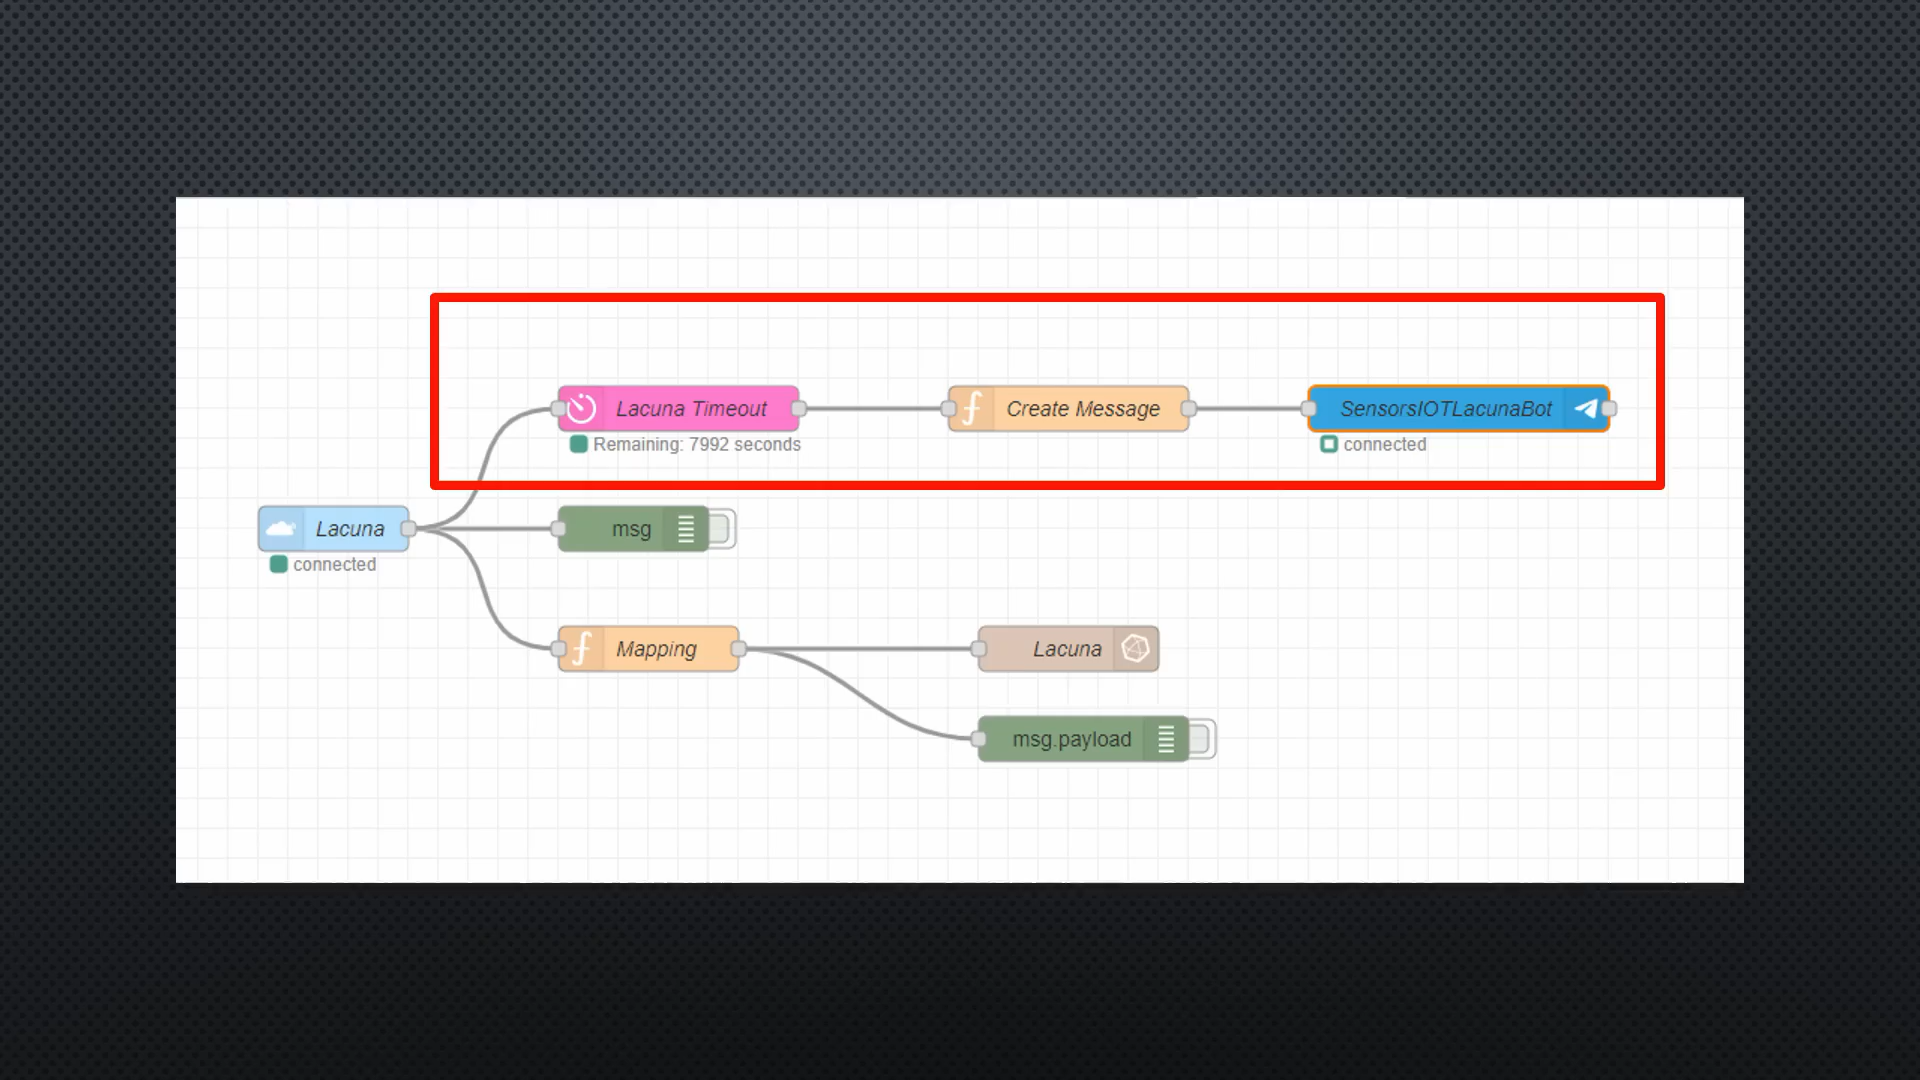 Lacuna Timeout
Create Message
SensorsIOTLacunaBot
Remaining: 7992 seconds
connected
Lacuna
msg
connected
Mapping
Lacuna
msg.payload